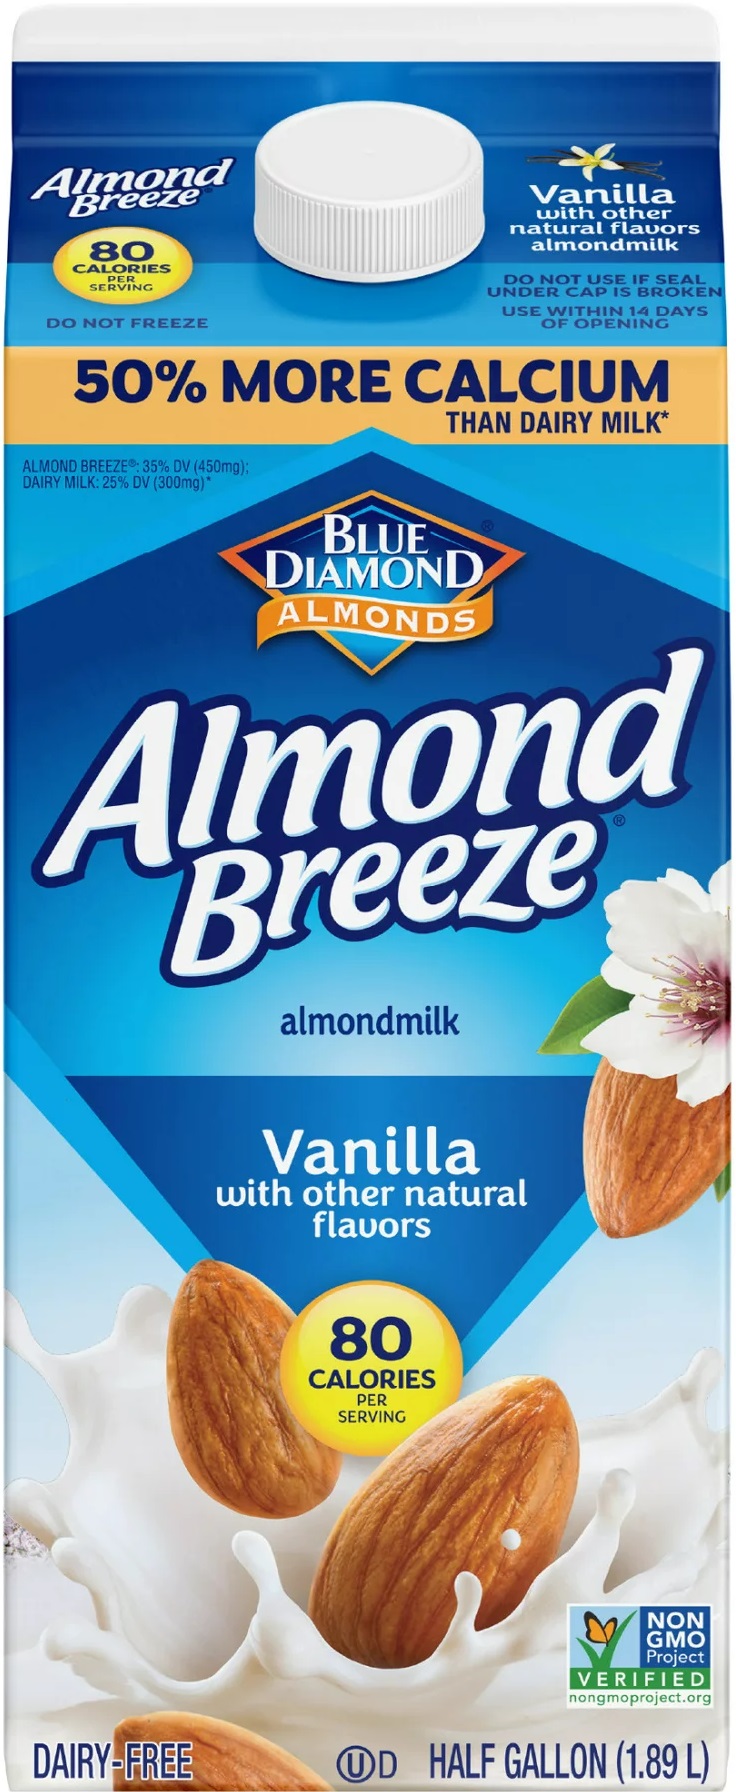 Almond
Breeze
80
CALORIES
PER
SERVING
DO NOT FREEZE
Vanilla
with other
natural flavors
almondmilk
DO NOT USE IF SEAL
UNDER CAP IS BROKEN
USE WITHIN 14 DAYS
OF OPENING
50% MORE CALCIUM
THAN DAIRY MILK*
ALMOND BREEZE®: 35% DV (450mg);
DAIRY MILK: 25% DV (300mg)*
BLUE
DIAMOND®
ALMONDS
Almond
Breeze®
almondmilk
Vanilla
with other natural
flavors
80
CALORIES
PER
SERVING
NON
GMO
Project
VERIFIED
nongmoproject.org
DAIRY-FREE
UD
HALF GALLON (1.89 L)